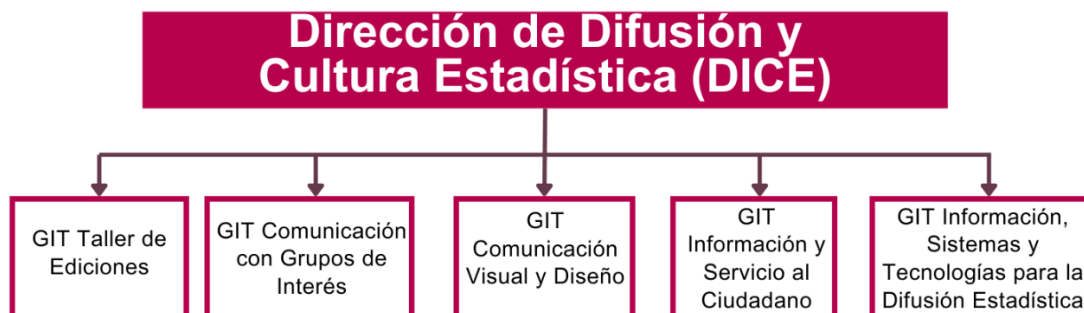 Dirección de Difusión y
Cultura Estadística (DICE)
GIT Taller de
Ediciones
GIT Comunicación
con Grupos de
Interés
GIT
Comunicación
Visual y Diseño
GIT
Información y
Servicio al
Ciudadano
GIT Información,
Sistemas y
Tecnologías para la
Difusión Estadística